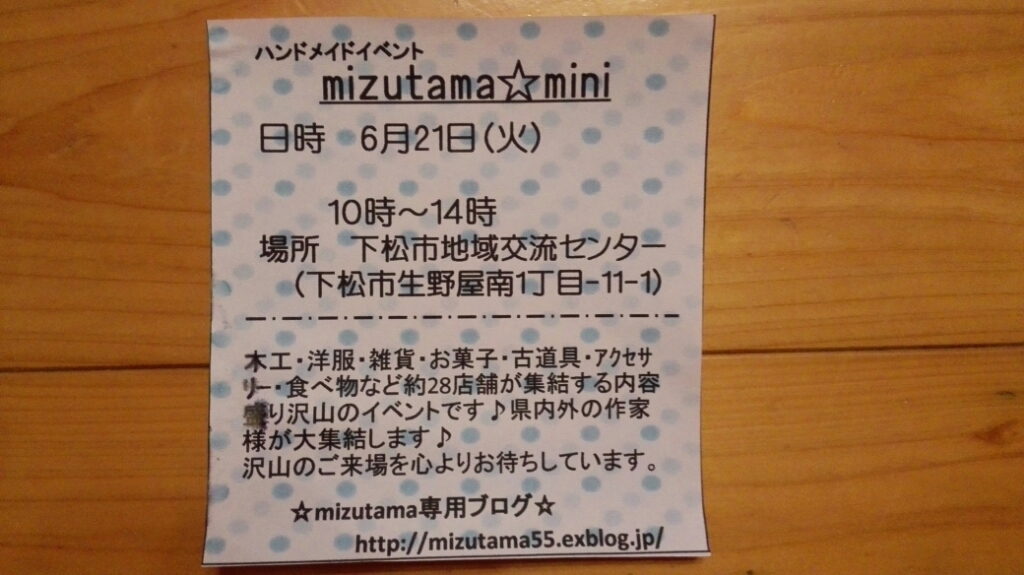 ハンドメイドイベント
mizutama☆mini
日時　6月21日(火)
10時～14時
場所　下松市地域交流センター
(下松市生野屋南1丁目-11-1)
木工・洋服・雑貨・お菓子・古道具・アクセサ
リー・食べ物など約28店舗が集結する内容
盛り沢山のイベントです♪県内外の作家
様が大集結します♪
沢山のご来場を心よりお待ちしています。
☆mizutama専用ブログ☆
http://mizutama55.exblog.jp/